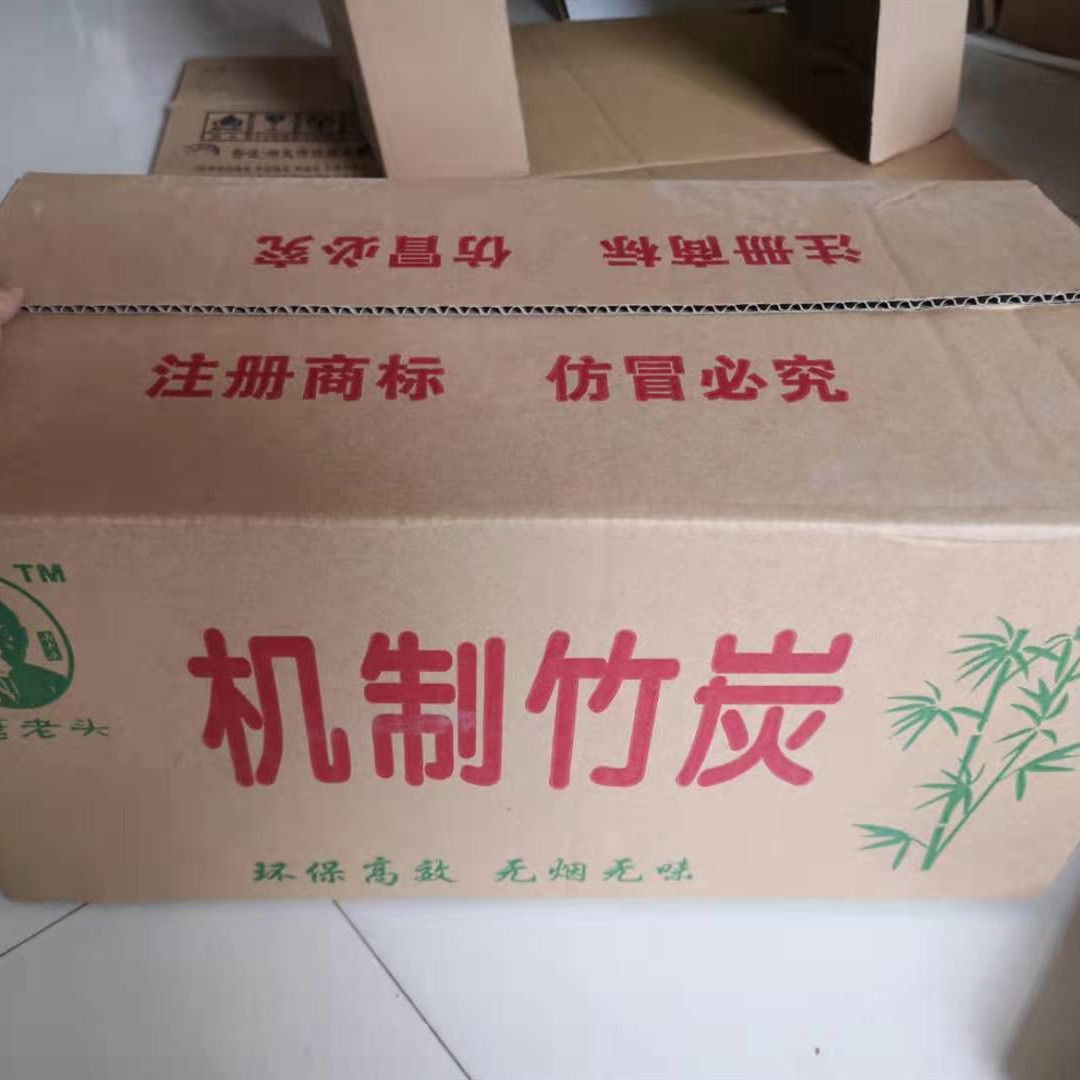 注册商标 仿冒必究
注册商标 仿冒必究
TM
机制竹炭
老头
环保高效 无烟无味